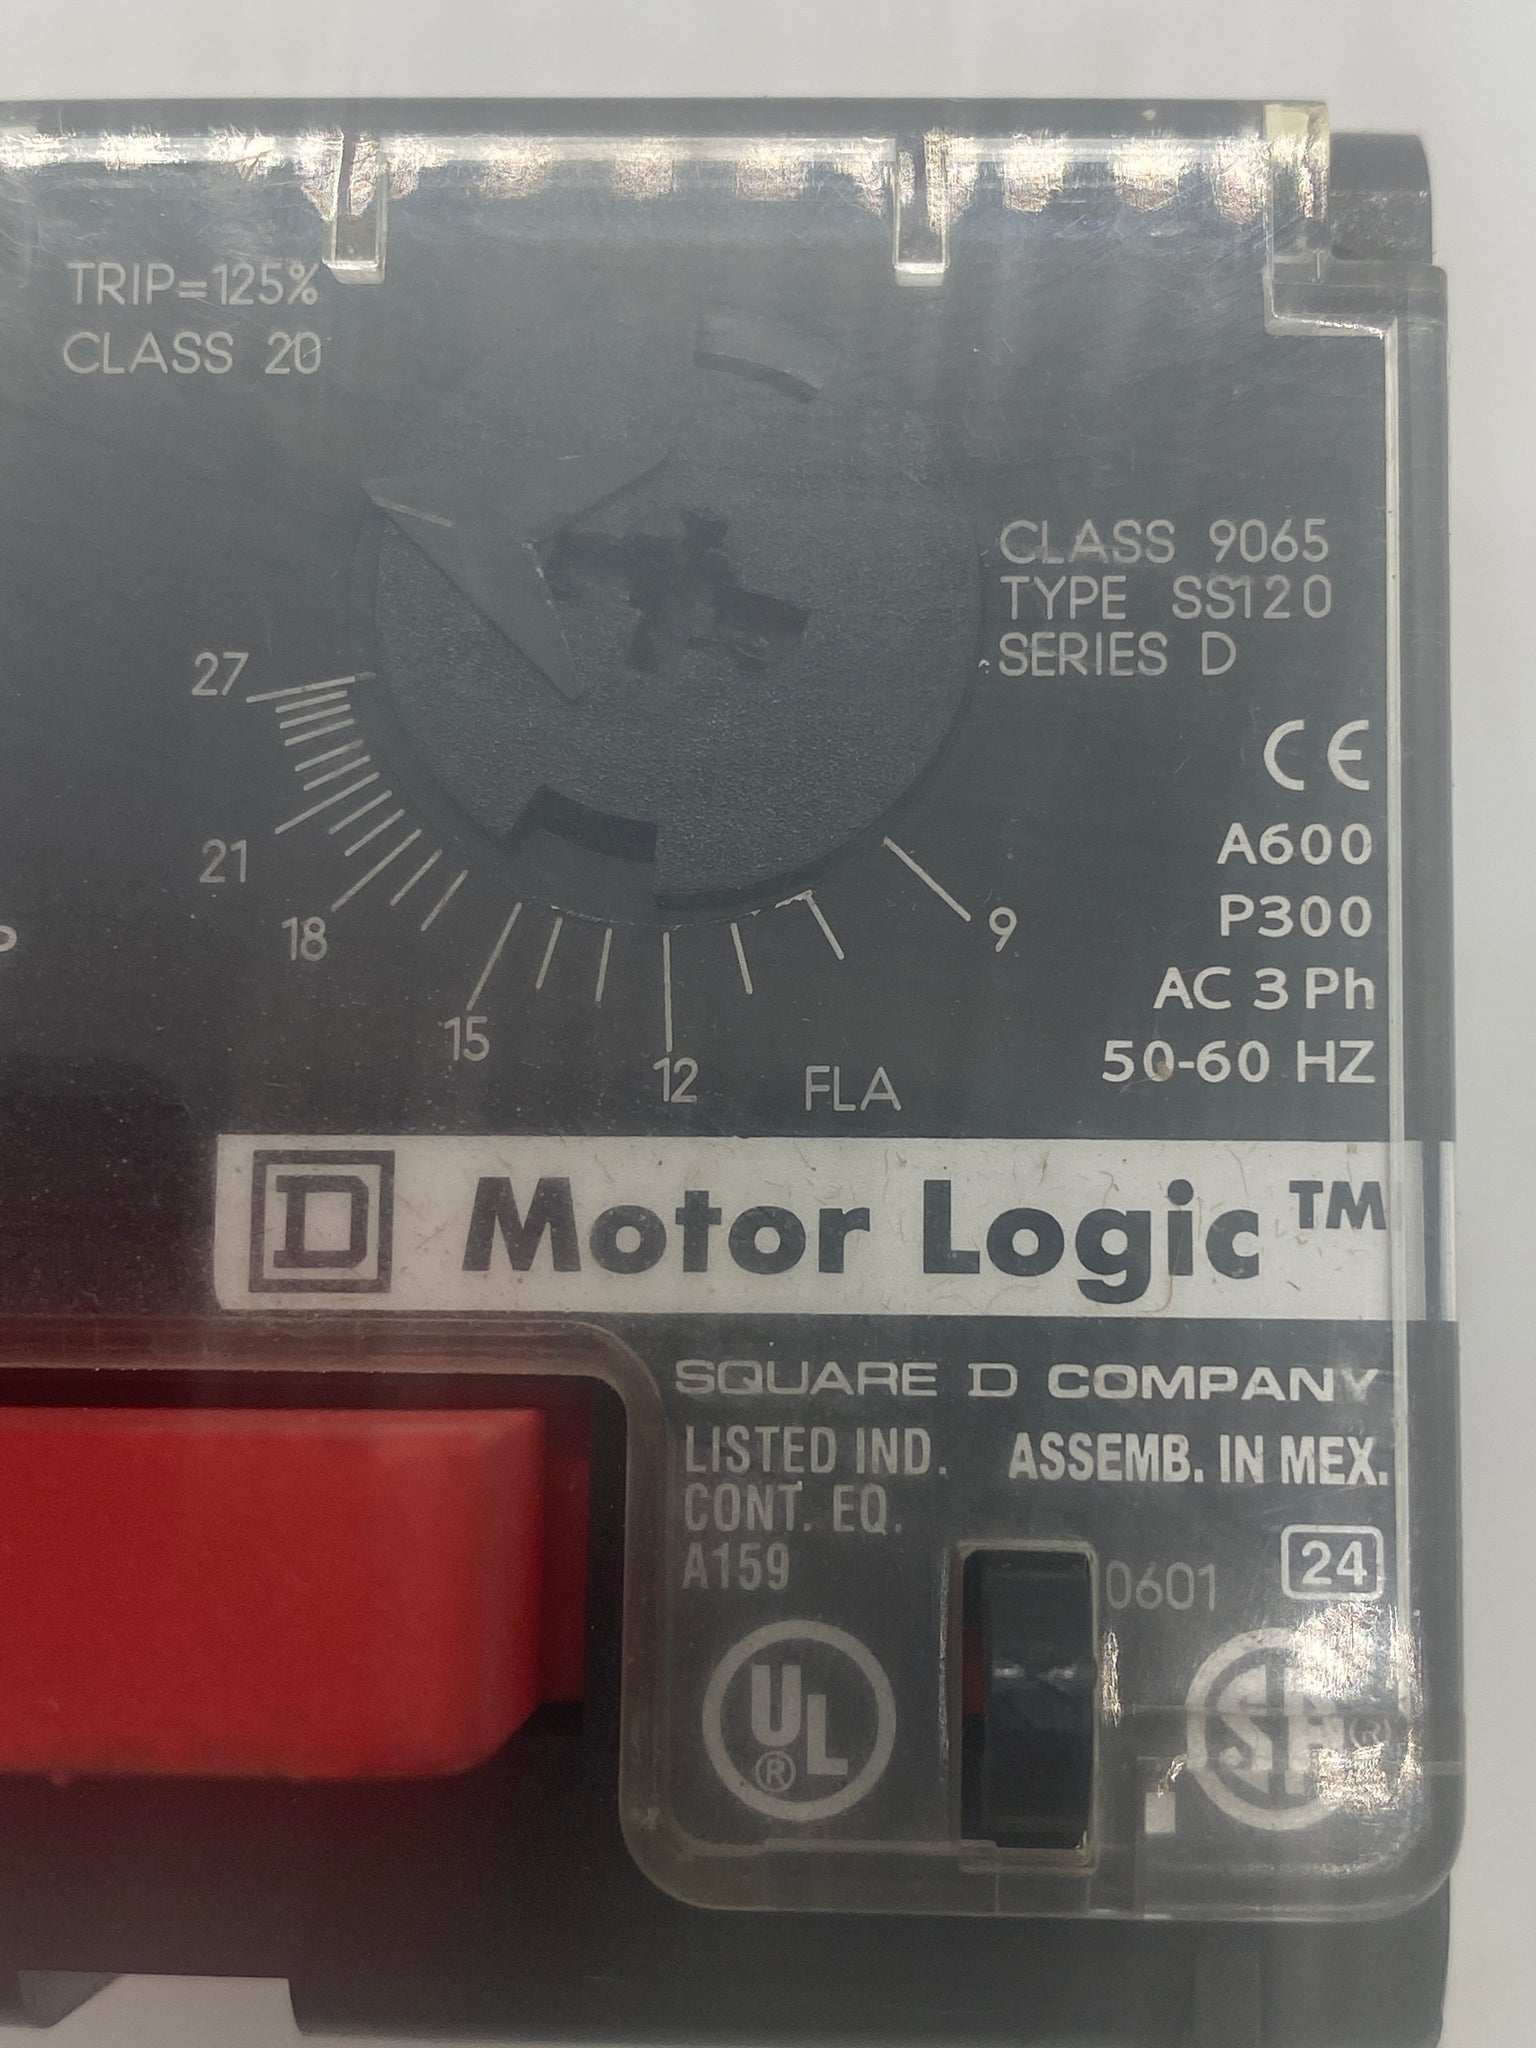 TRIP=125%
CLASS 20
CLASS 9065
TYPE SS120
SERIES D
27
21
18
15
12
9
FLA
CE
A600
P300
AC 3 Ph
50-60 HZ
D Motor Logic™
SQUARE D COMPANY
LISTED IND.
CONT. EQ.
A159
ASSEMB. IN MEX.
0601
24
UL®
SA®